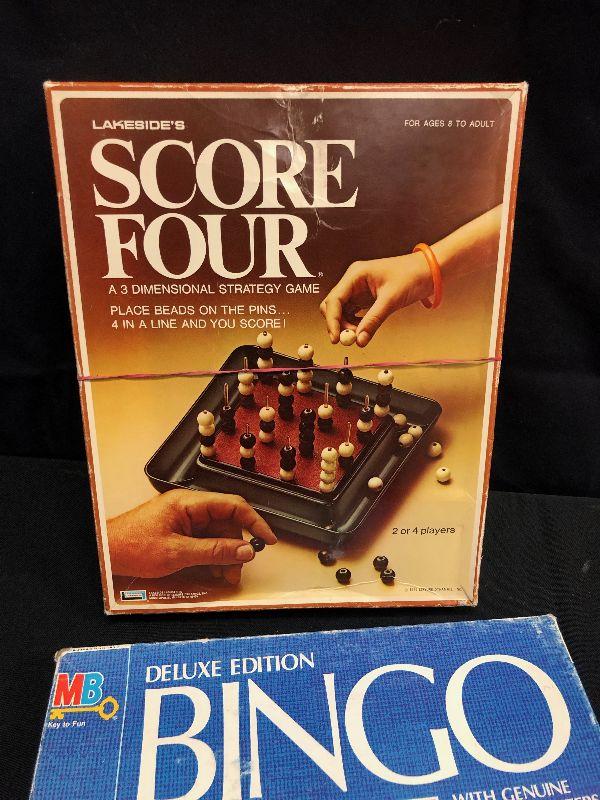 LAKESIDE'S
FOR AGES 8 TO ADULT
SCORE
FOUR®
A 3 DIMENSIONAL STRATEGY GAME
PLACE BEADS ON THE PINS...
4 IN A LINE AND YOU SCORE!
2 or 4 players
MB
Key to Fun
DELUXE EDITION
BINGO
WITH GENUINE